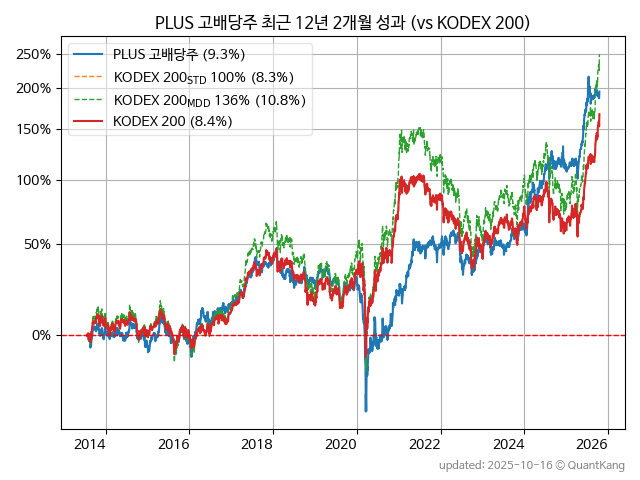 PLUS 고배당주 최근 12년 2개월 성과 (vs KODEX 200)
250%
200%
150%
100%
50%
0%
PLUS 고배당주 (9.3%)
KODEX 200STD 100% (8.3%)
KODEX 200MDD 136% (10.8%)
KODEX 200 (8.4%)
2014 2016 2018 2020 2022 2024 2026
updated: 2025-10-16 © QuantKang